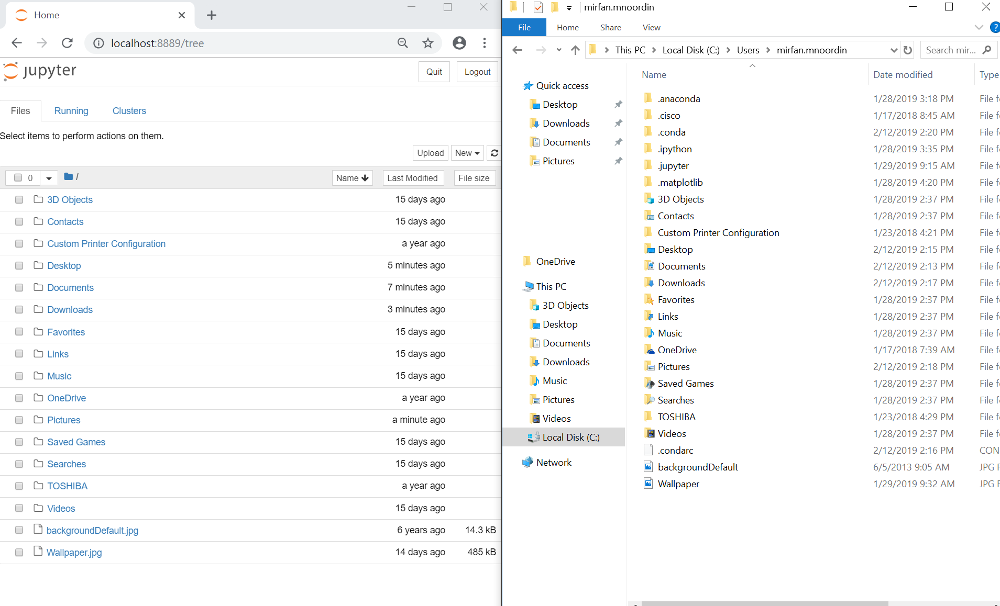 Home
localhost:8889/tree
jupyter
Quit
Logout
Files
Running
Clusters
Select items to perform actions on them.
Upload
New
0
/
Name
Last Modified
File size
3D Objects 15 days ago
Contacts 15 days ago
Custom Printer Configuration a year ago
Desktop 5 minutes ago
Documents 7 minutes ago
Downloads 3 minutes ago
Favorites 15 days ago
Links 15 days ago
Music 15 days ago
OneDrive a year ago
Pictures a minute ago
Saved Games 15 days ago
Searches 15 days ago
TOSHIBA a year ago
Videos 15 days ago
backgroundDefault.jpg 6 years ago 14.3 kB
Wallpaper.jpg 14 days ago 485 kB
mirfan.mnoordin
File
Home
Share
View
?
This PC > Local Disk (C:) > Users > mirfan.mnoordin
Search mir...
Quick access
Desktop
Downloads
Documents
Pictures
OneDrive
This PC
3D Objects
Desktop
Documents
Downloads
Music
Pictures
Videos
Local Disk (C:)
Network
Name Date modified Type
.anaconda 1/28/2019 3:18 PM File f
.cisco 1/17/2018 8:45 AM File f
.conda 2/12/2019 2:20 PM File f
.ipython 1/28/2019 3:35 PM File f
.jupyter 1/29/2019 9:15 AM File f
.matplotlib 1/28/2019 4:20 PM File f
3D Objects 1/28/2019 2:37 PM File f
Contacts 1/28/2019 2:37 PM File f
Custom Printer Configuration 1/23/2018 4:21 PM File f
Desktop 2/12/2019 2:15 PM File f
Documents 2/12/2019 2:13 PM File f
Downloads 2/12/2019 2:17 PM File f
Favorites 1/28/2019 2:37 PM File f
Links 1/28/2019 2:37 PM File f
Music 1/28/2019 2:37 PM File f
OneDrive 1/17/2018 7:39 AM File f
Pictures 2/12/2019 2:18 PM File f
Saved Games 1/28/2019 2:37 PM File f
Searches 1/28/2019 2:37 PM File f
TOSHIBA 1/23/2018 4:29 PM File f
Videos 1/28/2019 2:37 PM File f
.condarc 2/12/2019 2:16 PM CON
backgroundDefault 6/5/2013 9:05 AM JPG F
Wallpaper 1/29/2019 9:32 AM JPG F